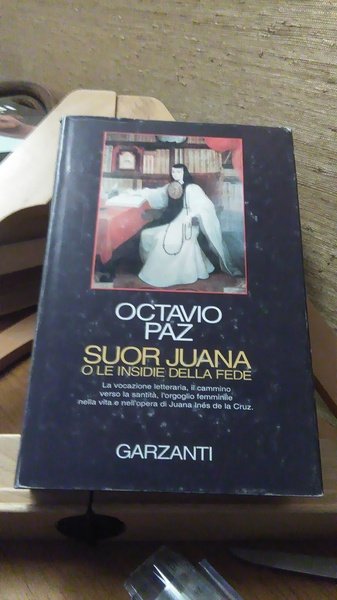 OCTAVIO
PAZ
SUOR JUANA
O LE INSIDIE DELLA FEDE
La vocazione letteraria, il cammino
verso la santità, l'orgoglio femminile
nella vita e nell'opera di Juana Inés de la Cruz.
GARZANTI